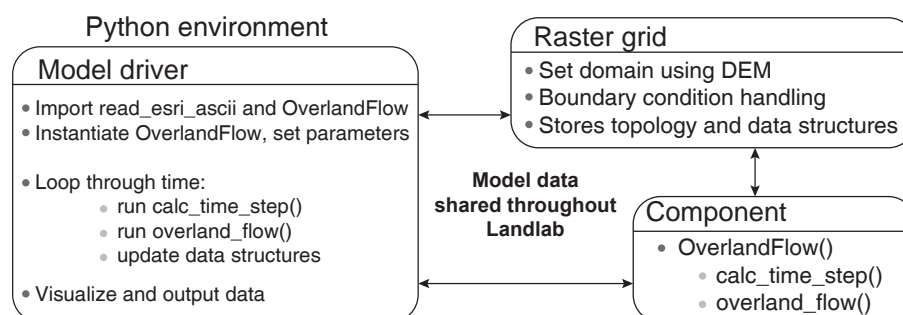 Python environment
Model driver
• Import read_esri_ascii and OverlandFlow
• Instantiate OverlandFlow, set parameters
• Loop through time:
• run calc_time_step()
• run overland_flow()
• update data structures
• Visualize and output data
Model data
shared throughout
Landlab
Raster grid
• Set domain using DEM
• Boundary condition handling
• Stores topology and data structures
Component
• OverlandFlow()
• calc_time_step()
• overland_flow()